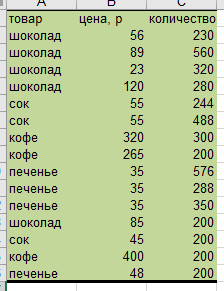 A B C
товар цена, р количество
шоколад 56 230
шоколад 89 560
шоколад 23 320
шоколад 120 280
сок 55 244
сок 55 488
кофе 320 300
кофе 265 200
печенье 35 576
печенье 35 288
печенье 35 350
шоколад 85 200
сок 45 200
кофе 400 200
печенье 48 200